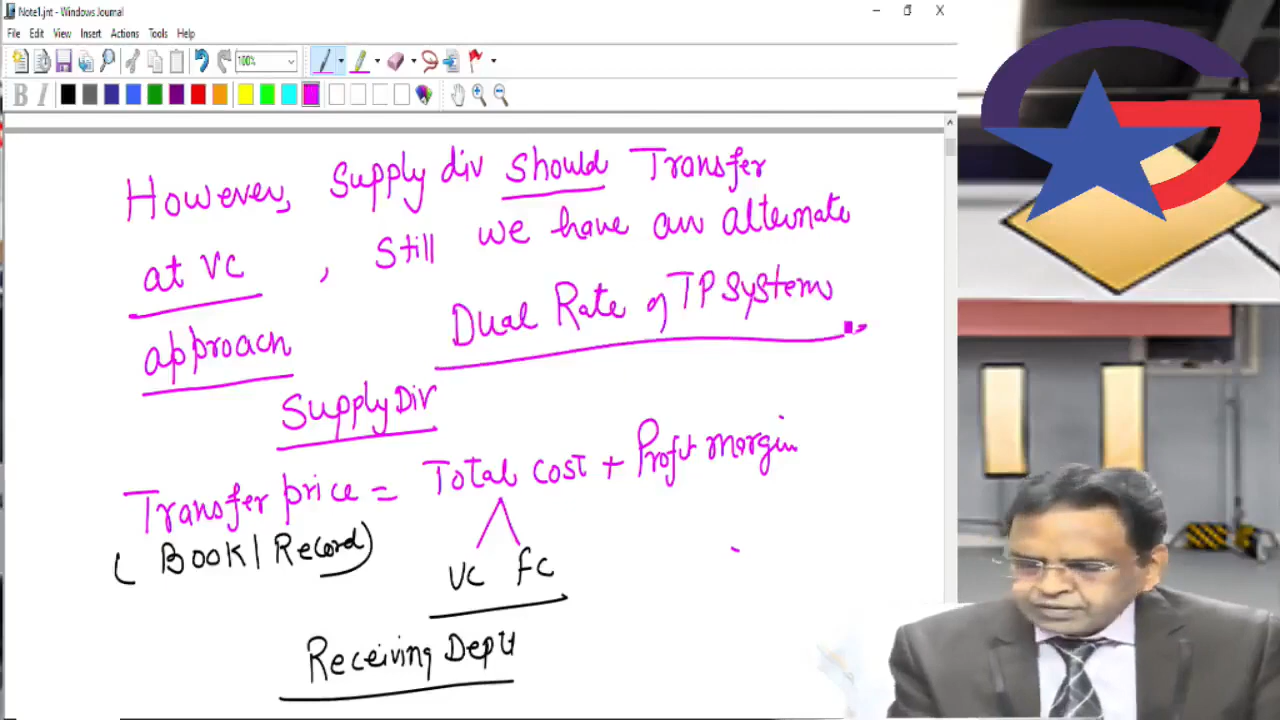 Note1.jnt - Windows Journal
File Edit View Insert Actions Tools Help
100%
B I
However, Supply div should Transfer
at VC , Still we have an alternate
approach Dual Rate of TP System
Supply Div
Transfer price = Total cost + Profit margin
( Book / Record )
VC FC
Receiving Dept